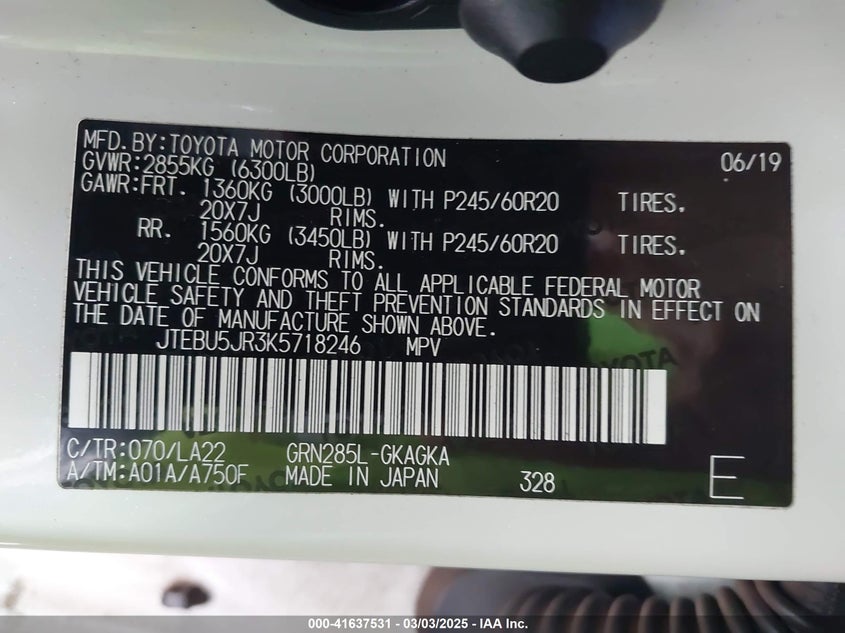 MFD. BY: TOYOTA MOTOR CORPORATION 06/19
GVWR: 2855KG (6300LB)
GAWR: FRT. 1360KG (3000LB) WITH P245/60R20 TIRES.
20X7J RIMS.
RR. 1560KG (3450LB) WITH P245/60R20 TIRES.
20X7J RIMS.
THIS VEHICLE CONFORMS TO ALL APPLICABLE FEDERAL MOTOR
VEHICLE SAFETY AND THEFT PREVENTION STANDARDS IN EFFECT ON
THE DATE OF MANUFACTURE SHOWN ABOVE.
JTEBU5JR3K5718246 MPV
C/TR: 070/LA22 GRN285L-GKAGKA
A/TM: A01A/A750F MADE IN JAPAN 328 E
000-41637531 - 03/03/2025 - IAA Inc.